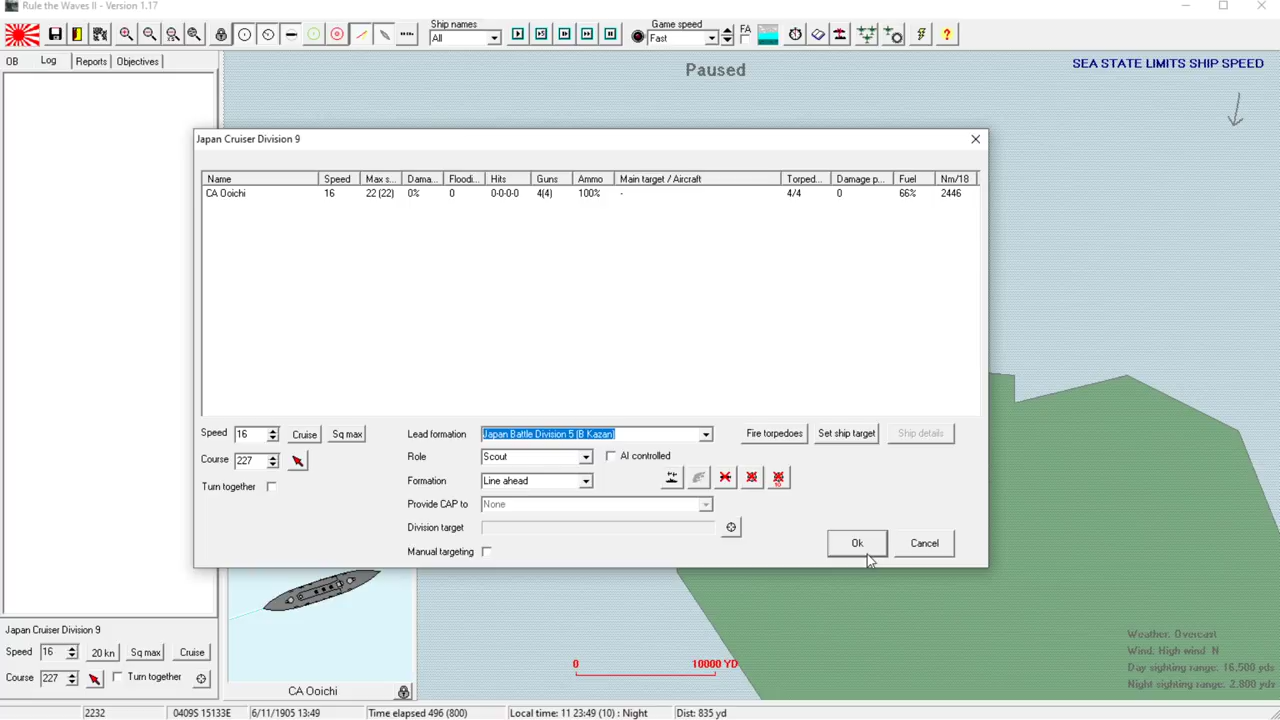 Rule the Waves II - Version 1.17
Ship names
All
Game speed
Fast
FA
OB
Log
Reports
Objectives
Paused
SEA STATE LIMITS SHIP SPEED
Japan Cruiser Division 9
Name Speed Max s... Dama... Floodi... Hits Guns Ammo Main target / Aircraft Torped... Damage p... Fuel Nm/18
CA Ooichi 16 22 (22) 0% 0 0-0-0-0 4(4) 100% - 4/4 0 66% 2446
Speed 16 Cruise Sq max
Course 227
Turn together
Lead formation Japan Battle Division 5 (B Kazan)
Role Scout AI controlled
Formation Line ahead
Provide CAP to None
Division target
Manual targeting
Fire torpedoes Set ship target Ship details
Ok Cancel
Japan Cruiser Division 9
Speed 16 20 kn Sq max Cruise
Course 227 Turn together
CA Ooichi
0 10000 YD
Weather: Overcast
Wind: High wind N
Day sighting range: 16,500 yds
Night sighting range: 2,800 yds
2232 0409S 15133E 6/11/1905 13:49 Time elapsed 496 (800) Local time: 11 23:49 (10) : Night Dist: 835 yd